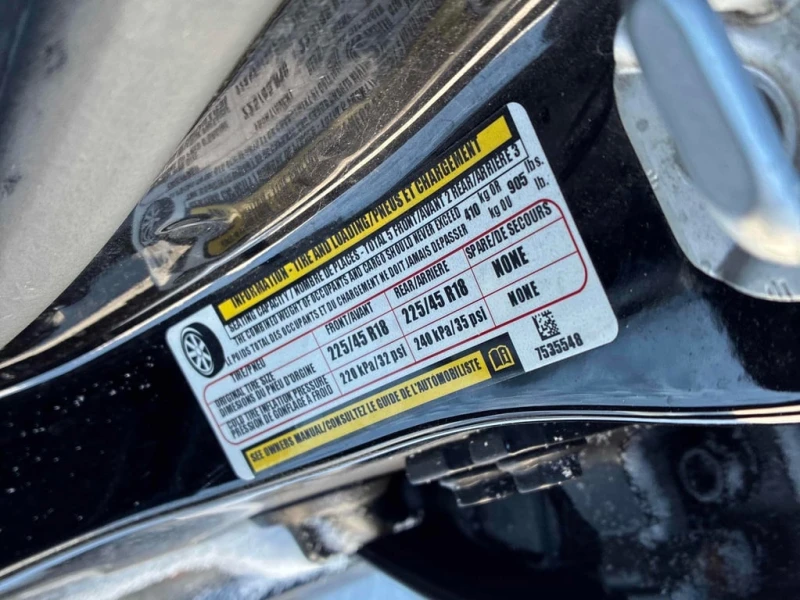 INFORMATION - TIRE AND LOADING/PNEUS ET CHARGEMENT
SEATING CAPACITY / NOMBRE DE PLACES - TOTAL 5 FRONT/AVANT 2 REAR/ARRIERE 3
THE COMBINED WEIGHT OF OCCUPANTS AND CARGO SHOULD NEVER EXCEED 410 kg OR 905 lbs.
LE POIDS TOTAL DES OCCUPANTS ET DU CHARGEMENT NE DOIT JAMAIS DEPASSER kg OU lb.
TIRE/PNEU FRONT/AVANT REAR/ARRIERE SPARE/DE SECOURS
ORIGINAL TIRE SIZE
DIMENSIONS DU PNEU D'ORIGINE 225/45 R18 225/45 R18 NONE
COLD TIRE INFLATION PRESSURE
PRESSION DE GONFLAGE A FROID 220 kPa/32 psi 240 kPa/35 psi NONE
SEE OWNERS MANUAL/CONSULTEZ LE GUIDE DE L'AUTOMOBILISTE
7535548